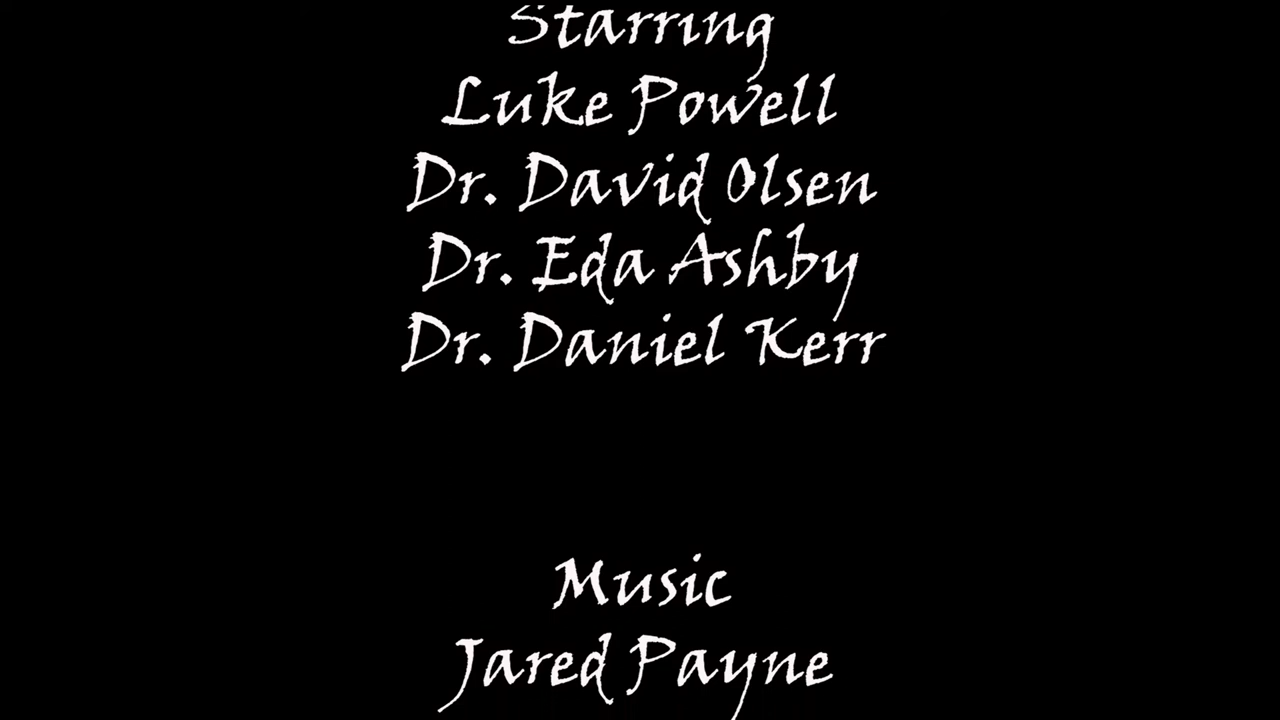 Starring
Luke Powell
Dr. David Olsen
Dr. Eda Ashby
Dr. Daniel Kerr
Music
Jared Payne